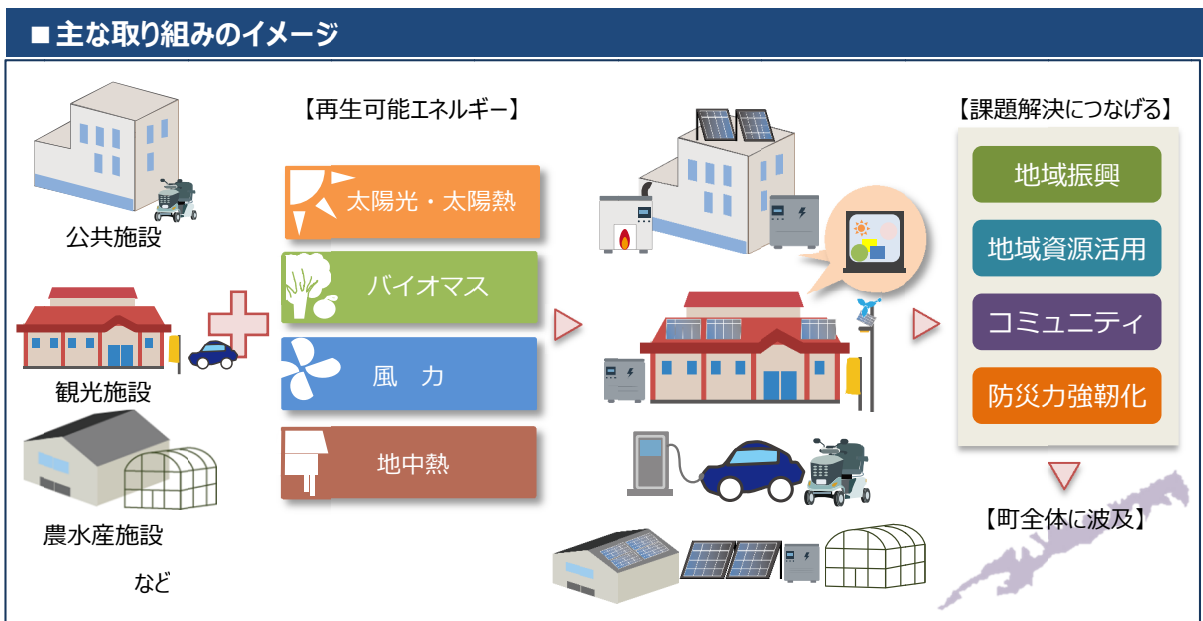 ■主な取り組みのイメージ
公共施設
観光施設
農水産施設
など
【再生可能エネルギー】
太陽光・太陽熱
バイオマス
風 力
地中熱
【課題解決につなげる】
地域振興
地域資源活用
コミュニティ
防災力強靭化
【町全体に波及】